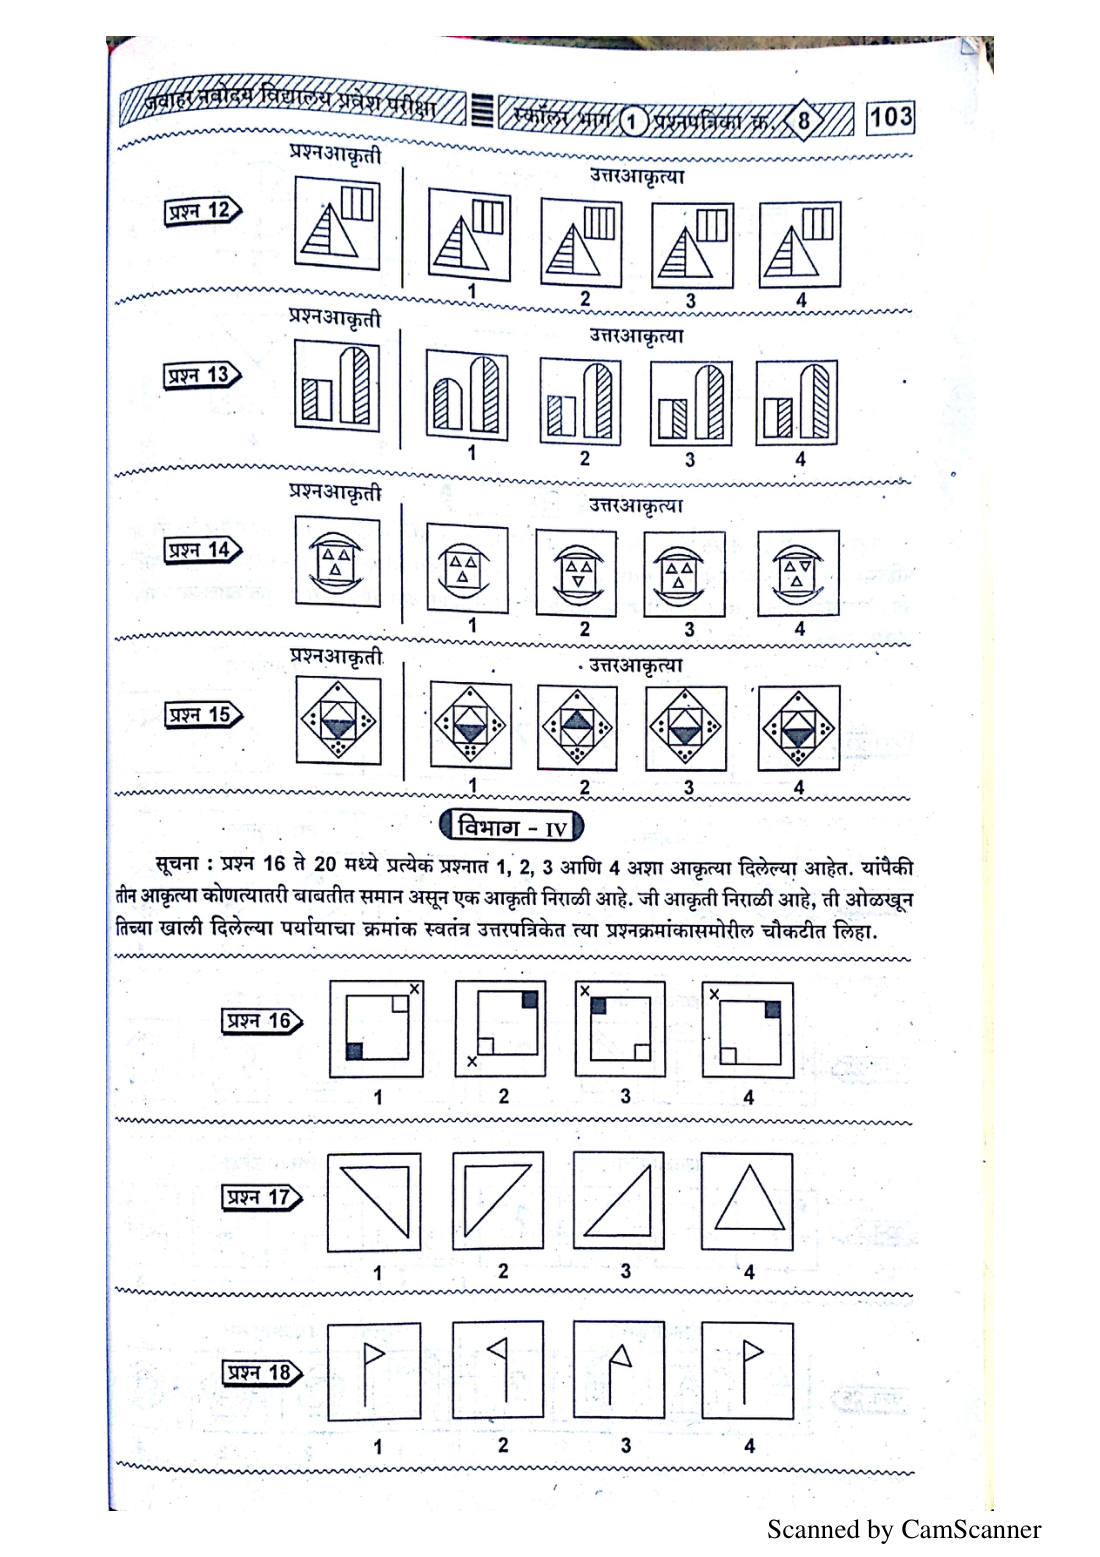 जवाहर नवोदय विद्यालय प्रवेश परीक्षा स्कॉलर भाग 1 प्रश्नपत्रिका क्र. 8 103
प्रश्नआकृती उत्तरआकृत्या
प्रश्न 12
1 2 3 4
प्रश्नआकृती उत्तरआकृत्या
प्रश्न 13
1 2 3 4
प्रश्नआकृती उत्तरआकृत्या
प्रश्न 14
1 2 3 4
प्रश्नआकृती उत्तरआकृत्या
प्रश्न 15
1 2 3 4
विभाग - IV
सूचना : प्रश्न 16 ते 20 मध्ये प्रत्येक प्रश्नात 1, 2, 3 आणि 4 अशा आकृत्या दिलेल्या आहेत. यांपैकी
तीन आकृत्या कोणत्यातरी बाबतीत समान असून एक आकृती निराळी आहे. जी आकृती निराळी आहे, ती ओळखून
तिच्या खाली दिलेल्या पर्यायाचा क्रमांक स्वतंत्र उत्तरपत्रिकेत त्या प्रश्नक्रमांकासमोरील चौकटीत लिहा.
x x x x
प्रश्न 16
1 2 3 4
प्रश्न 17
1 2 3 4
प्रश्न 18
1 2 3 4
Scanned by CamScanner